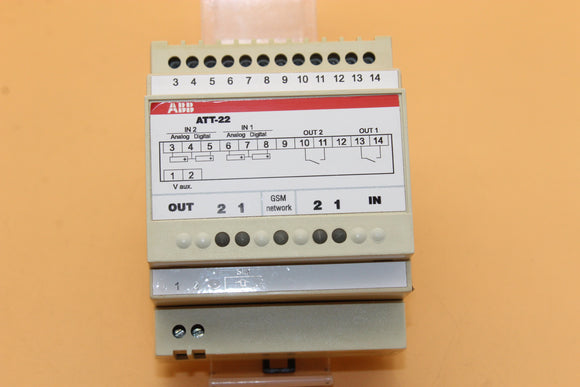 3 4 5 6 7 8 9 10 11 12 13 14
ABB
ATT-22
IN 2 IN 1 OUT 2 OUT 1
Analog Digital Analog Digital
3 4 5 6 7 8 9 10 11 12 13 14
1 2
V aux.
OUT 2 1 GSM network 2 1 IN
1